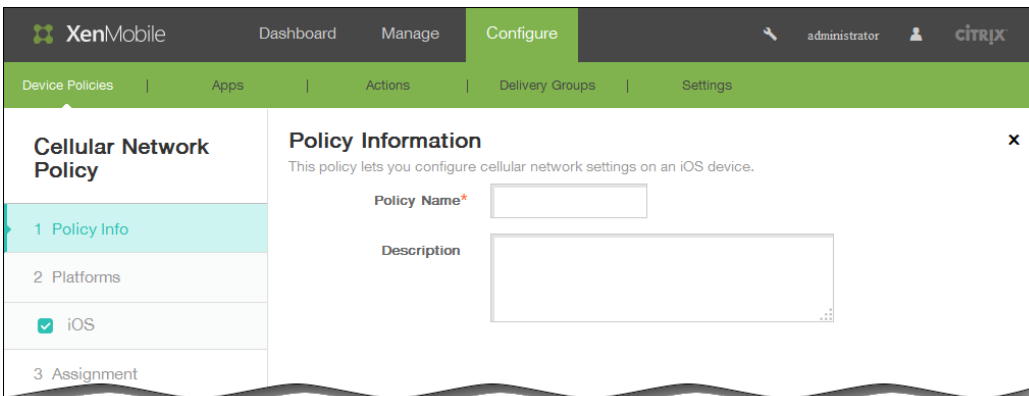 XenMobile Dashboard Manage Configure administrator CİTRIX
Device Policies | Apps | Actions | Delivery Groups | Settings
Cellular Network
Policy
1 Policy Info
2 Platforms
iOS
3 Assignment
Policy Information
x
This policy lets you configure cellular network settings on an iOS device.
Policy Name*
Description